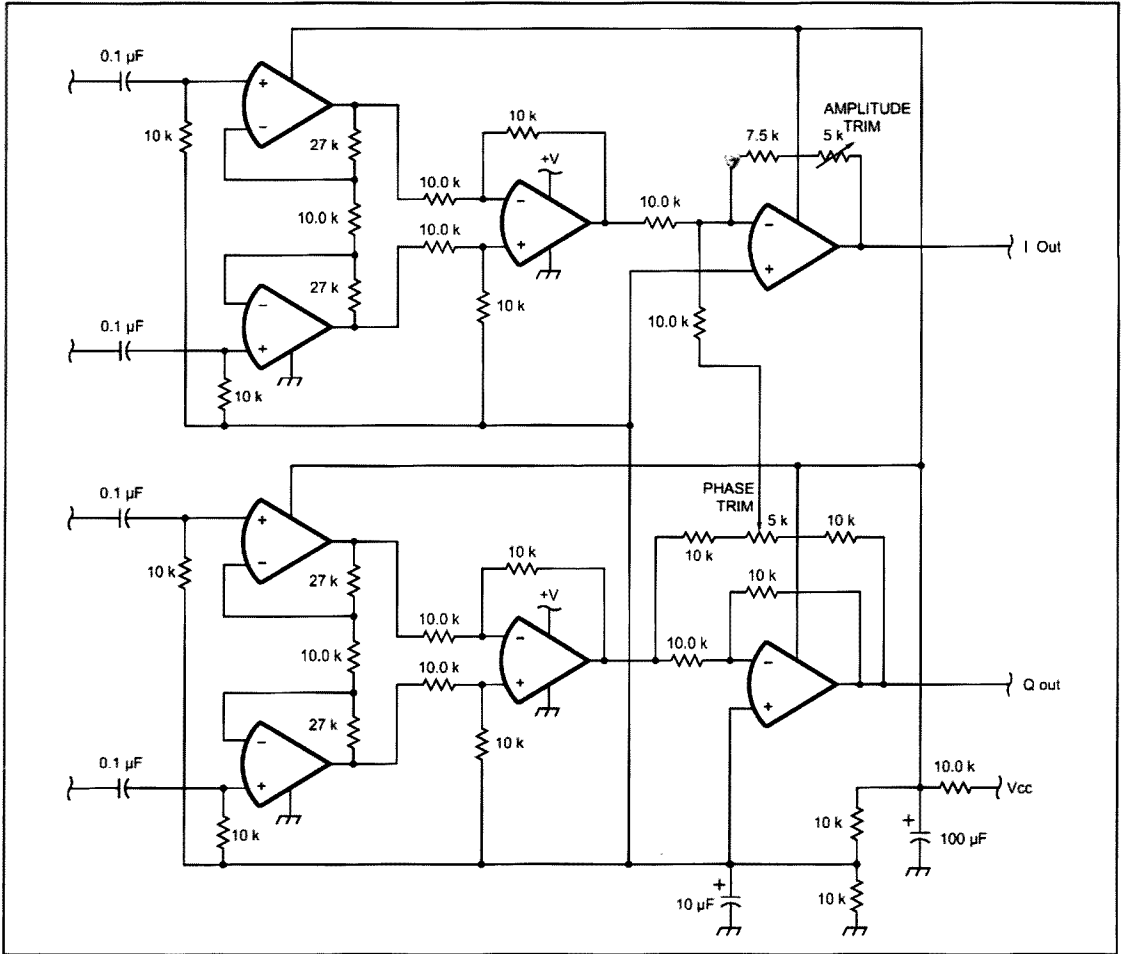 0.1 µF
10 k
+
−
27 k
10.0 k
−
27 k
+
0.1 µF
10 k
10 k
+V
10.0 k
10.0 k
−
+
10 k
10.0 k
10.0 k
AMPLITUDE
TRIM
7.5 k
5 k
−
+
I Out
0.1 µF
10 k
+
−
27 k
10.0 k
−
27 k
+
0.1 µF
10 k
10 k
+V
10.0 k
10.0 k
−
+
10 k
PHASE
TRIM
5 k
10 k
10 k
10 k
10.0 k
−
+
Q out
10.0 k
Vcc
10 k
+
100 µF
+
10 µF
10 k